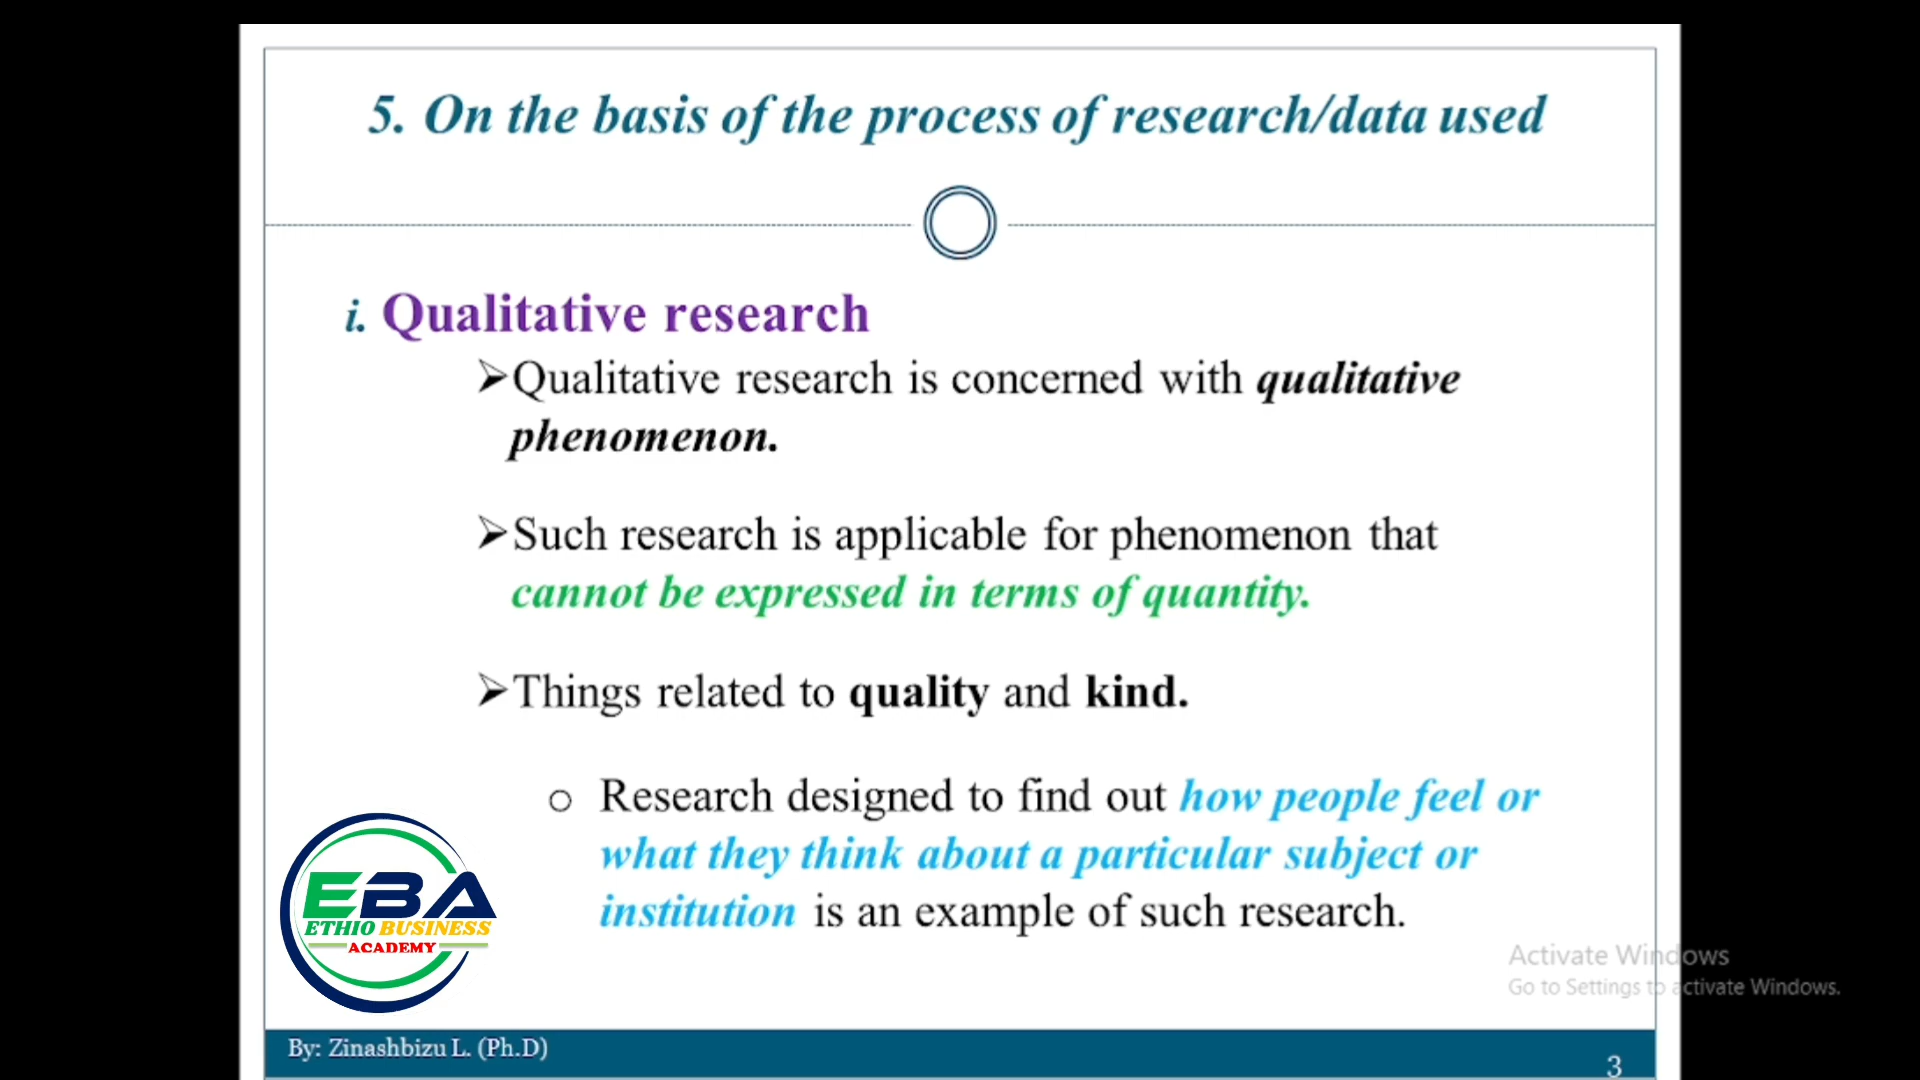 5. On the basis of the process of research/data used
i. Qualitative research
➢Qualitative research is concerned with qualitative
phenomenon.
➢Such research is applicable for phenomenon that
cannot be expressed in terms of quantity.
➢Things related to quality and kind.
o Research designed to find out how people feel or
what they think about a particular subject or
institution is an example of such research.
EBA
ETHIO BUSINESS
ACADEMY
Activate Windows
Go to Settings to activate Windows.
By: Zinashbizu L. (Ph.D)
3